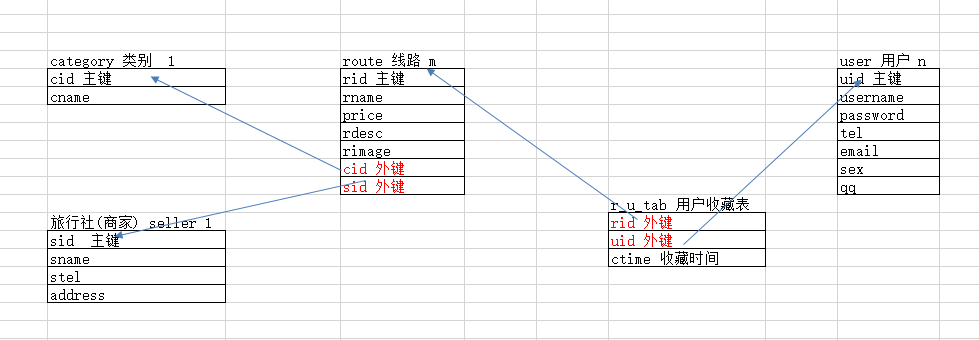 category 类别 1
cid 主键
cname
route 线路 m
rid 主键
rname
price
rdesc
rimage
cid 外键
sid 外键
user 用户 n
uid 主键
username
password
tel
email
sex
qq
旅行社(商家) seller 1
sid 主键
sname
stel
address
r_u_tab 用户收藏表
rid 外键
uid 外键
ctime 收藏时间